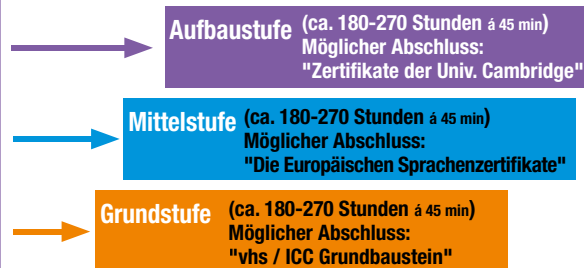 Aufbaustufe (ca. 180-270 Stunden á 45 min)
Möglicher Abschluss:
"Zertifikate der Univ. Cambridge"
Mittelstufe (ca. 180-270 Stunden á 45 min)
Möglicher Abschluss:
"Die Europäischen Sprachenzertifikate"
Grundstufe (ca. 180-270 Stunden á 45 min)
Möglicher Abschluss:
"vhs / ICC Grundbaustein"